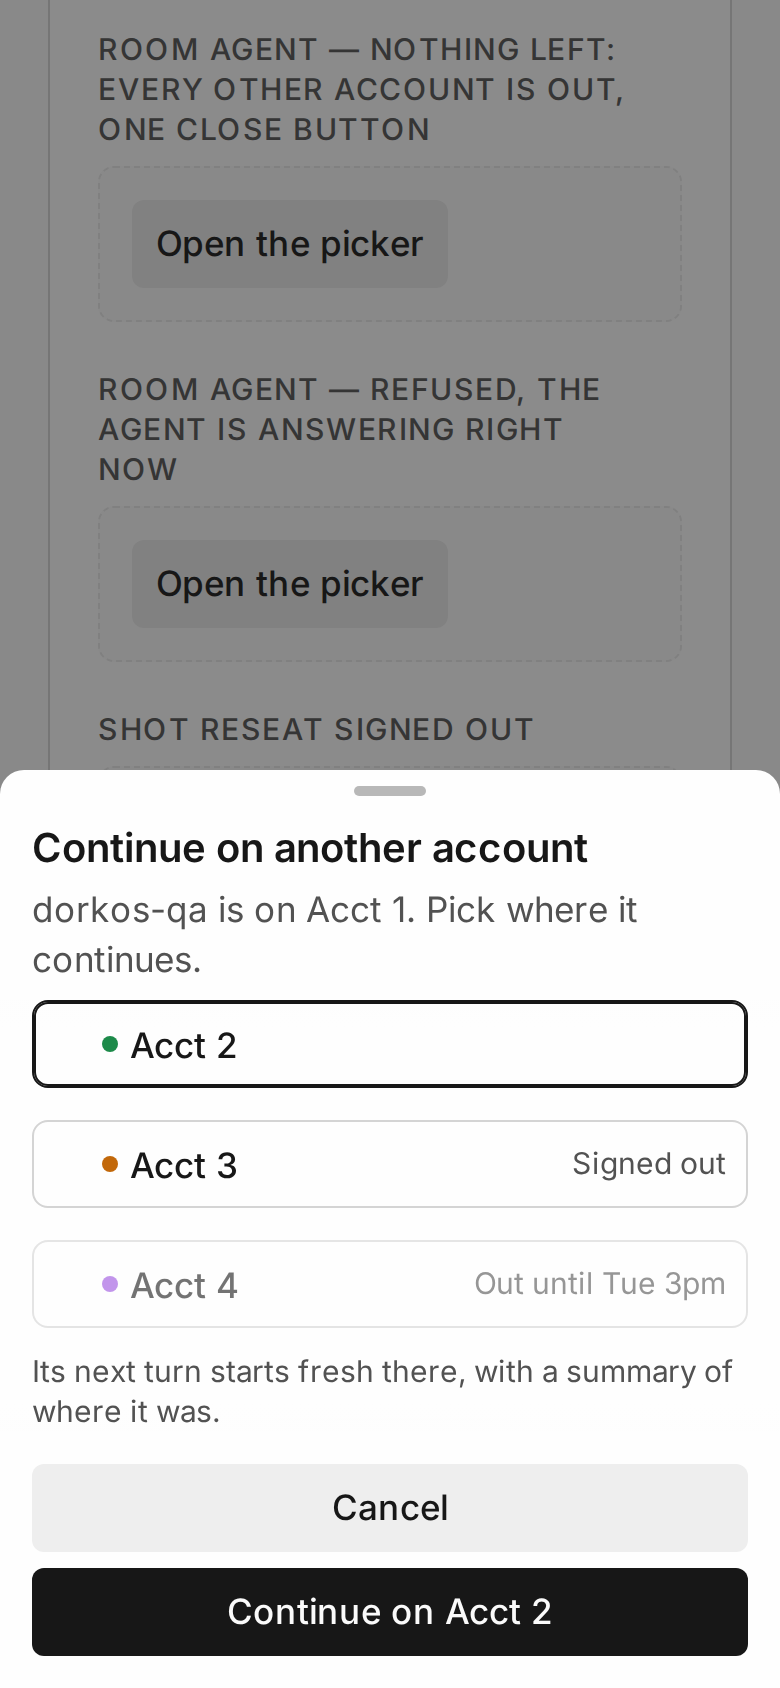 ROOM AGENT — NOTHING LEFT:
EVERY OTHER ACCOUNT IS OUT,
ONE CLOSE BUTTON
Open the picker
ROOM AGENT — REFUSED, THE
AGENT IS ANSWERING RIGHT
NOW
Open the picker
SHOT RESEAT SIGNED OUT
Continue on another account
dorkos-qa is on Acct 1. Pick where it
continues.
Acct 2
Acct 3 Signed out
Acct 4 Out until Tue 3pm
Its next turn starts fresh there, with a summary of
where it was.
Cancel
Continue on Acct 2